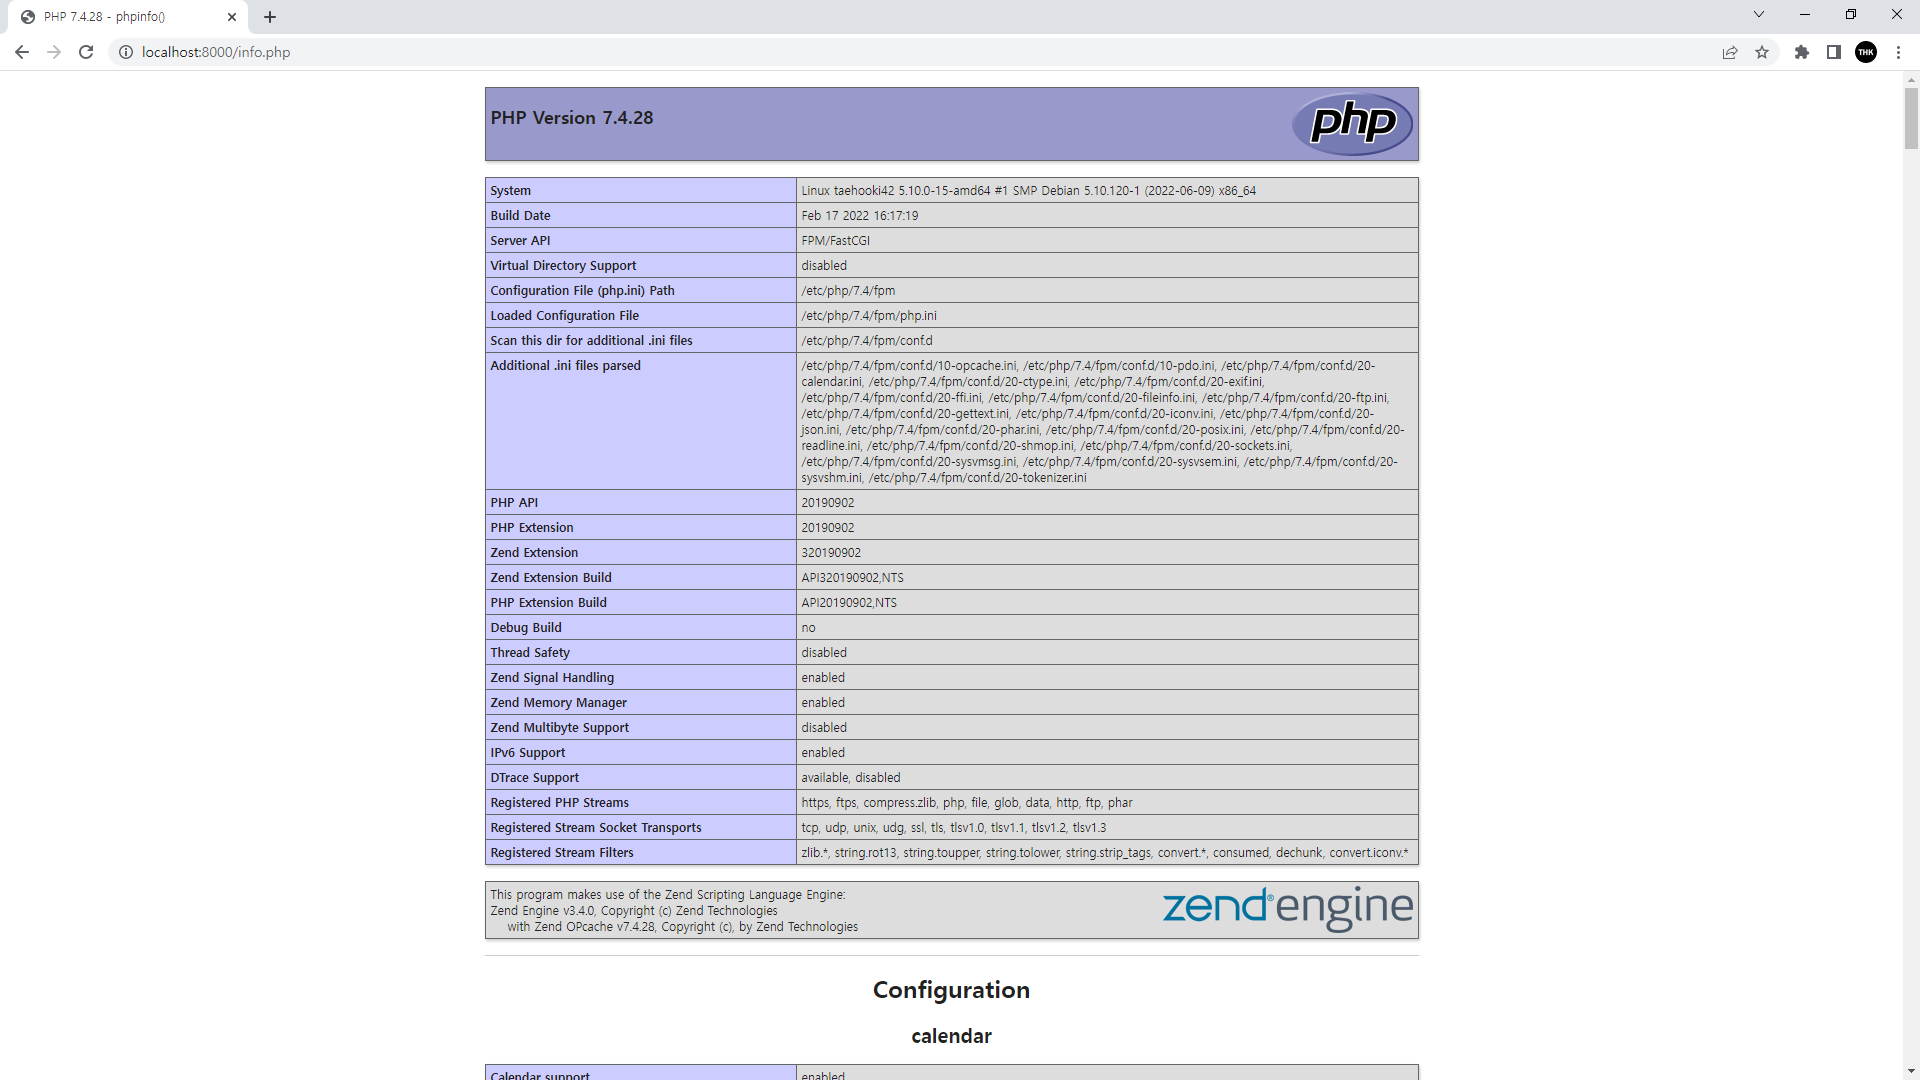 PHP 7.4.28 - phpinfo()
localhost:8000/info.php
THK
PHP Version 7.4.28
php
System Linux taehooki42 5.10.0-15-amd64 #1 SMP Debian 5.10.120-1 (2022-06-09) x86_64
Build Date Feb 17 2022 16:17:19
Server API FPM/FastCGI
Virtual Directory Support disabled
Configuration File (php.ini) Path /etc/php/7.4/fpm
Loaded Configuration File /etc/php/7.4/fpm/php.ini
Scan this dir for additional .ini files /etc/php/7.4/fpm/conf.d
Additional .ini files parsed /etc/php/7.4/fpm/conf.d/10-opcache.ini, /etc/php/7.4/fpm/conf.d/10-pdo.ini, /etc/php/7.4/fpm/conf.d/20-
calendar.ini, /etc/php/7.4/fpm/conf.d/20-ctype.ini, /etc/php/7.4/fpm/conf.d/20-exif.ini,
/etc/php/7.4/fpm/conf.d/20-ffi.ini, /etc/php/7.4/fpm/conf.d/20-fileinfo.ini, /etc/php/7.4/fpm/conf.d/20-ftp.ini,
/etc/php/7.4/fpm/conf.d/20-gettext.ini, /etc/php/7.4/fpm/conf.d/20-iconv.ini, /etc/php/7.4/fpm/conf.d/20-
json.ini, /etc/php/7.4/fpm/conf.d/20-phar.ini, /etc/php/7.4/fpm/conf.d/20-posix.ini, /etc/php/7.4/fpm/conf.d/20-
readline.ini, /etc/php/7.4/fpm/conf.d/20-shmop.ini, /etc/php/7.4/fpm/conf.d/20-sockets.ini,
/etc/php/7.4/fpm/conf.d/20-sysvmsg.ini, /etc/php/7.4/fpm/conf.d/20-sysvsem.ini, /etc/php/7.4/fpm/conf.d/20-
sysvshm.ini, /etc/php/7.4/fpm/conf.d/20-tokenizer.ini
PHP API 20190902
PHP Extension 20190902
Zend Extension 320190902
Zend Extension Build API320190902,NTS
PHP Extension Build API20190902,NTS
Debug Build no
Thread Safety disabled
Zend Signal Handling enabled
Zend Memory Manager enabled
Zend Multibyte Support disabled
IPv6 Support enabled
DTrace Support available, disabled
Registered PHP Streams https, ftps, compress.zlib, php, file, glob, data, http, ftp, phar
Registered Stream Socket Transports tcp, udp, unix, udg, ssl, tls, tlsv1.0, tlsv1.1, tlsv1.2, tlsv1.3
Registered Stream Filters zlib.*, string.rot13, string.toupper, string.tolower, string.strip_tags, convert.*, consumed, dechunk, convert.iconv.*
This program makes use of the Zend Scripting Language Engine:
Zend Engine v3.4.0, Copyright (c) Zend Technologies
with Zend OPcache v7.4.28, Copyright (c), by Zend Technologies
zend® engine
Configuration
calendar
Calendar support enabled